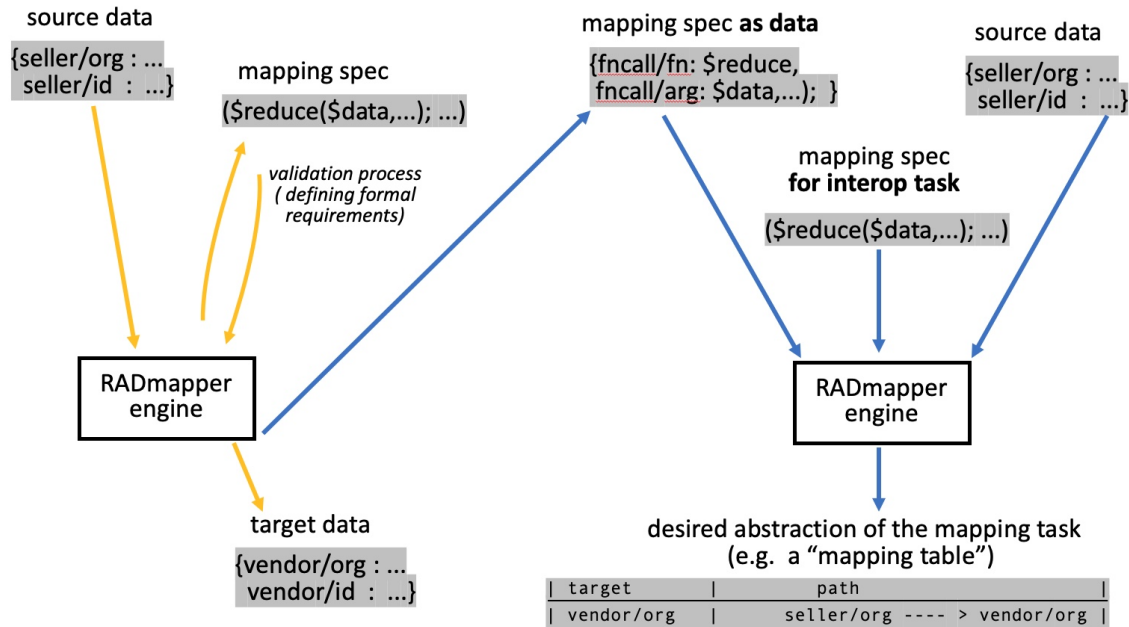 source data
{seller/org : ...
seller/id : ...}
mapping spec
($reduce($data,...); ...)
validation process
( defining formal
requirements)
RADmapper
engine
target data
{vendor/org : ...
vendor/id : ...}
mapping spec as data
{fncall/fn: $reduce,
fncall/arg: $data,...); }
source data
{seller/org : ...
seller/id : ...}
mapping spec
for interop task
($reduce($data,...); ...)
RADmapper
engine
desired abstraction of the mapping task
(e.g. a “mapping table”)
| target | path |
| vendor/org | seller/org ---- > vendor/org |